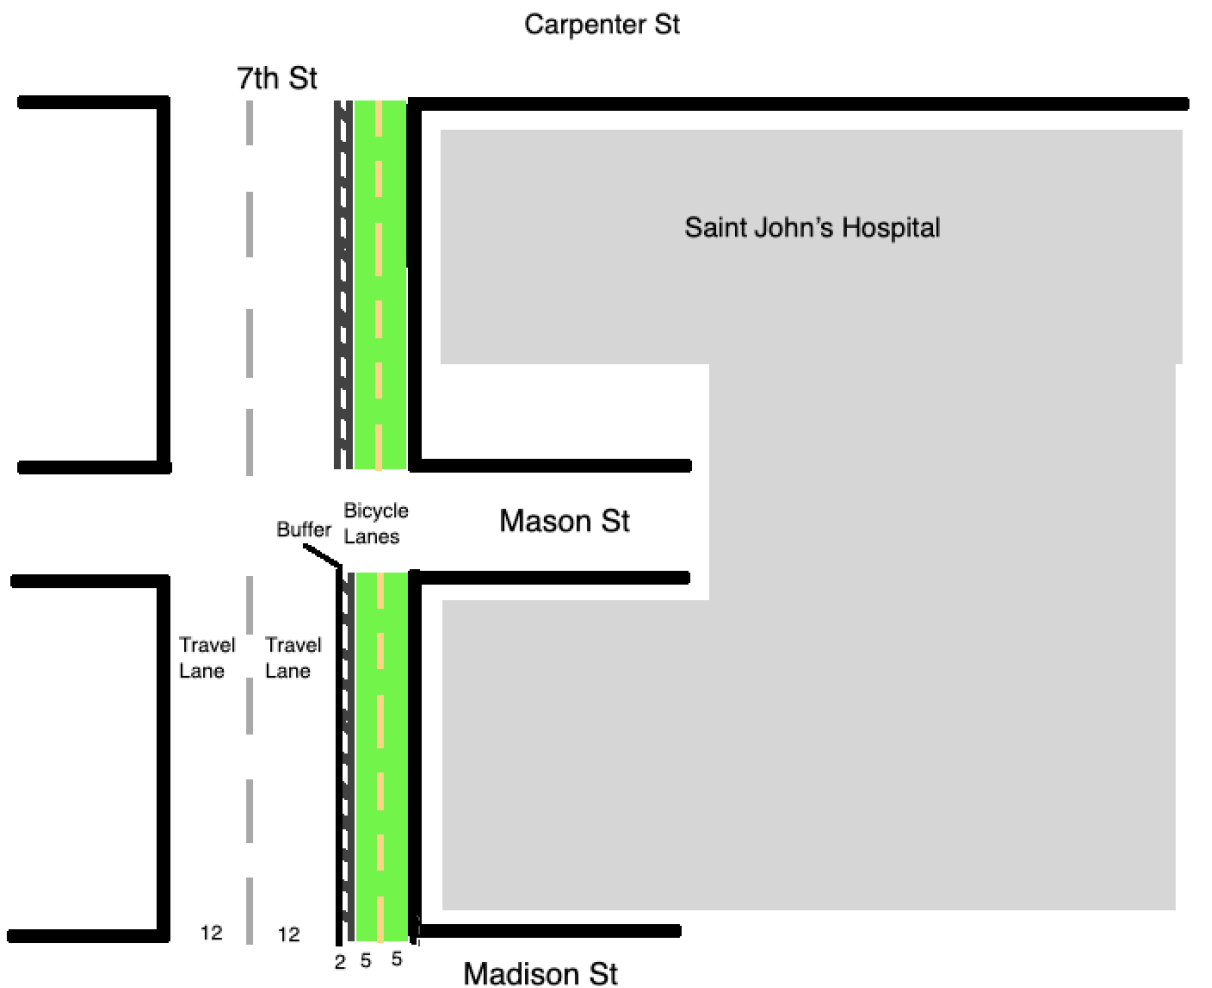 Carpenter St
7th St
Saint John's Hospital
Bicycle
Lanes
Buffer
Mason St
Travel
Lane
Travel
Lane
12
12
2
5
5
Madison St